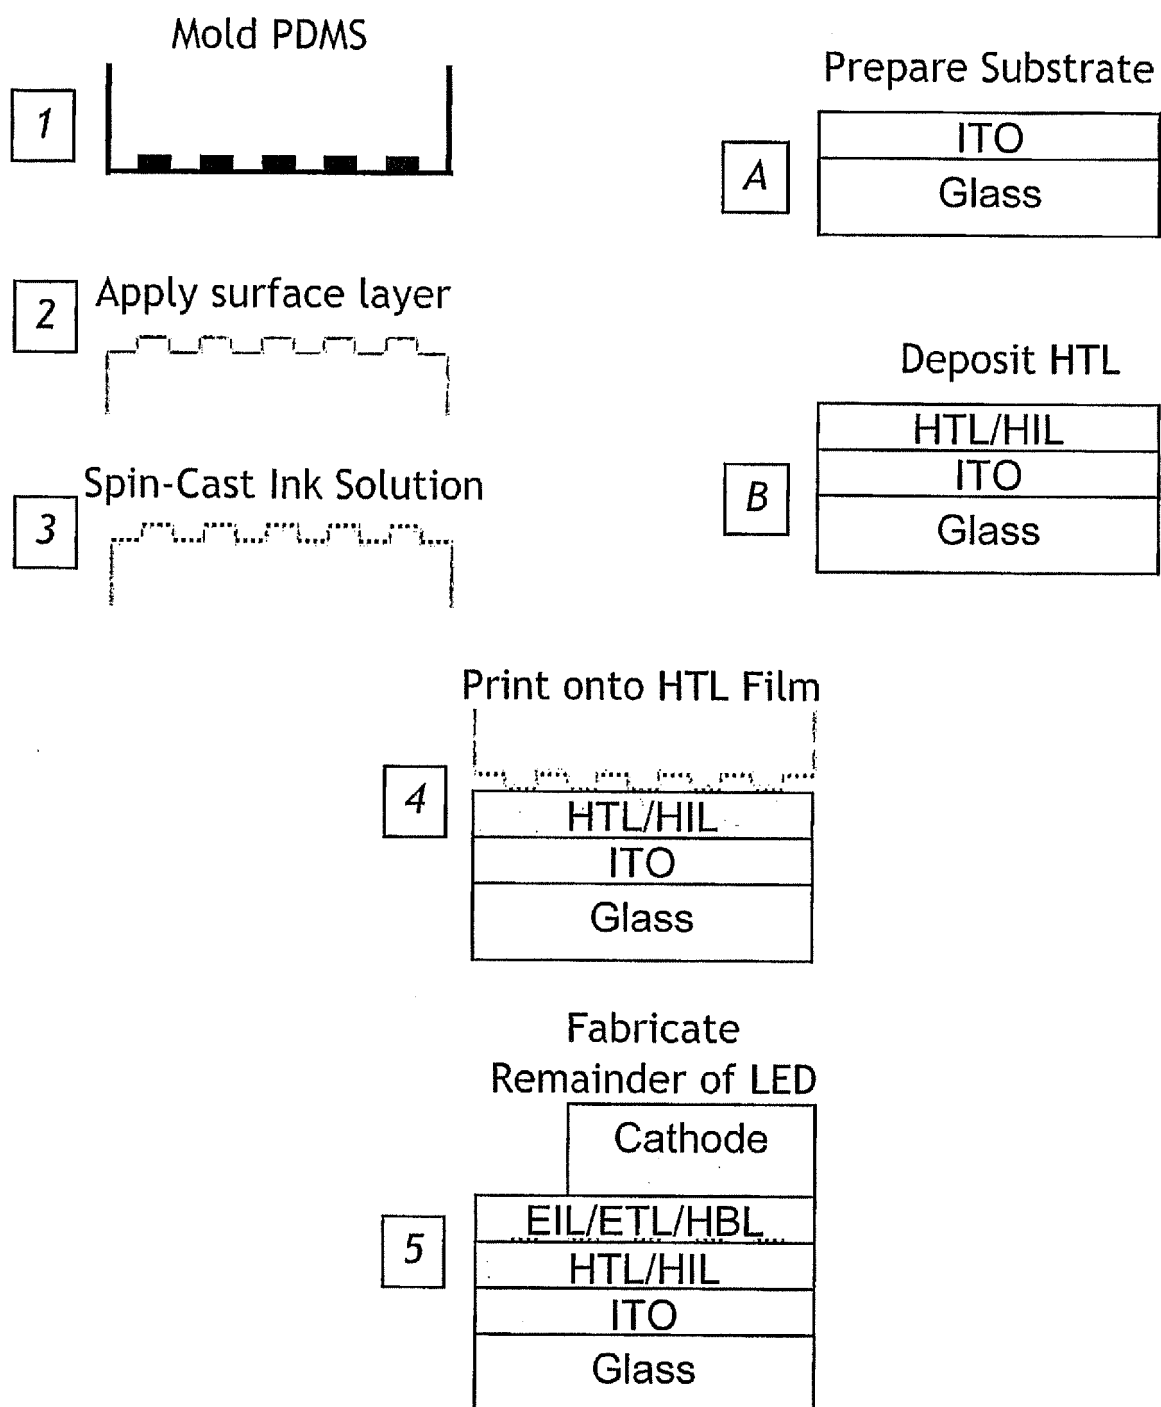 Mold PDMS
1
2
Apply surface layer
3
Spin-Cast Ink Solution
Prepare Substrate
A
ITO
Glass
Deposit HTL
B
HTL/HIL
ITO
Glass
Print onto HTL Film
4
HTL/HIL
ITO
Glass
Fabricate
Remainder of LED
5
Cathode
EIL/ETL/HBL
HTL/HIL
ITO
Glass